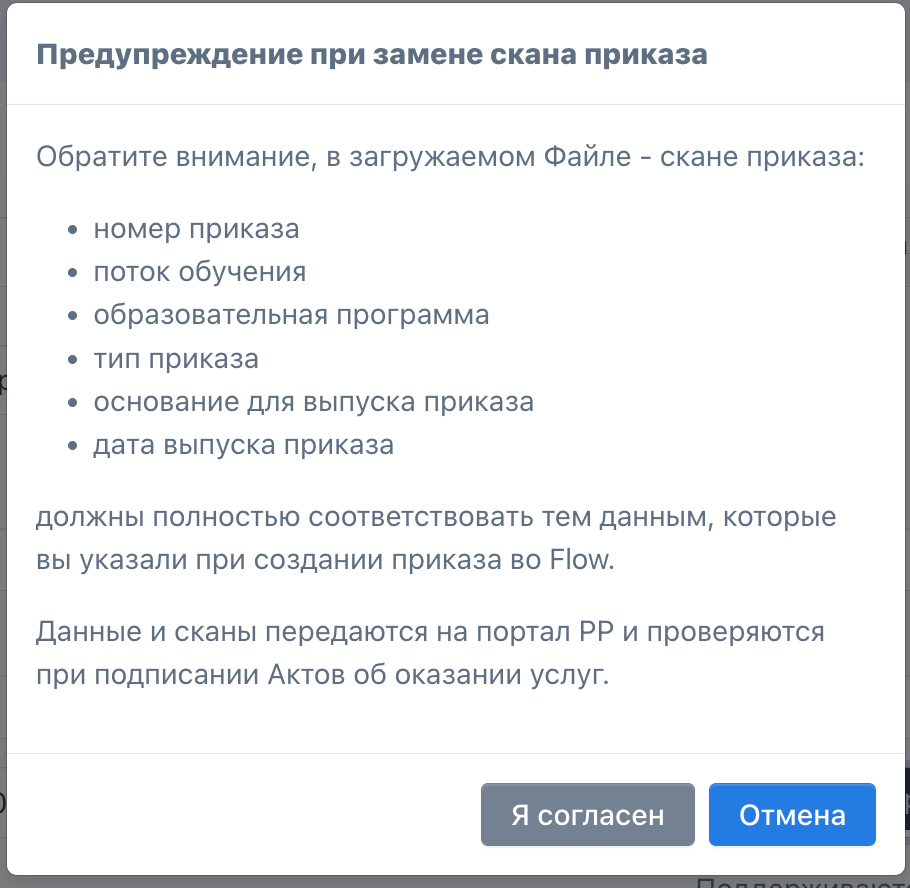 Предупреждение при замене скана приказа
Обратите внимание, в загружаемом Файле - скане приказа:
• номер приказа
• поток обучения
• образовательная программа
• тип приказа
• основание для выпуска приказа
• дата выпуска приказа
должны полностью соответствовать тем данным, которые
вы указали при создании приказа во Flow.
Данные и сканы передаются на портал РР и проверяются
при подписании Актов об оказании услуг.
Я согласен
Отмена